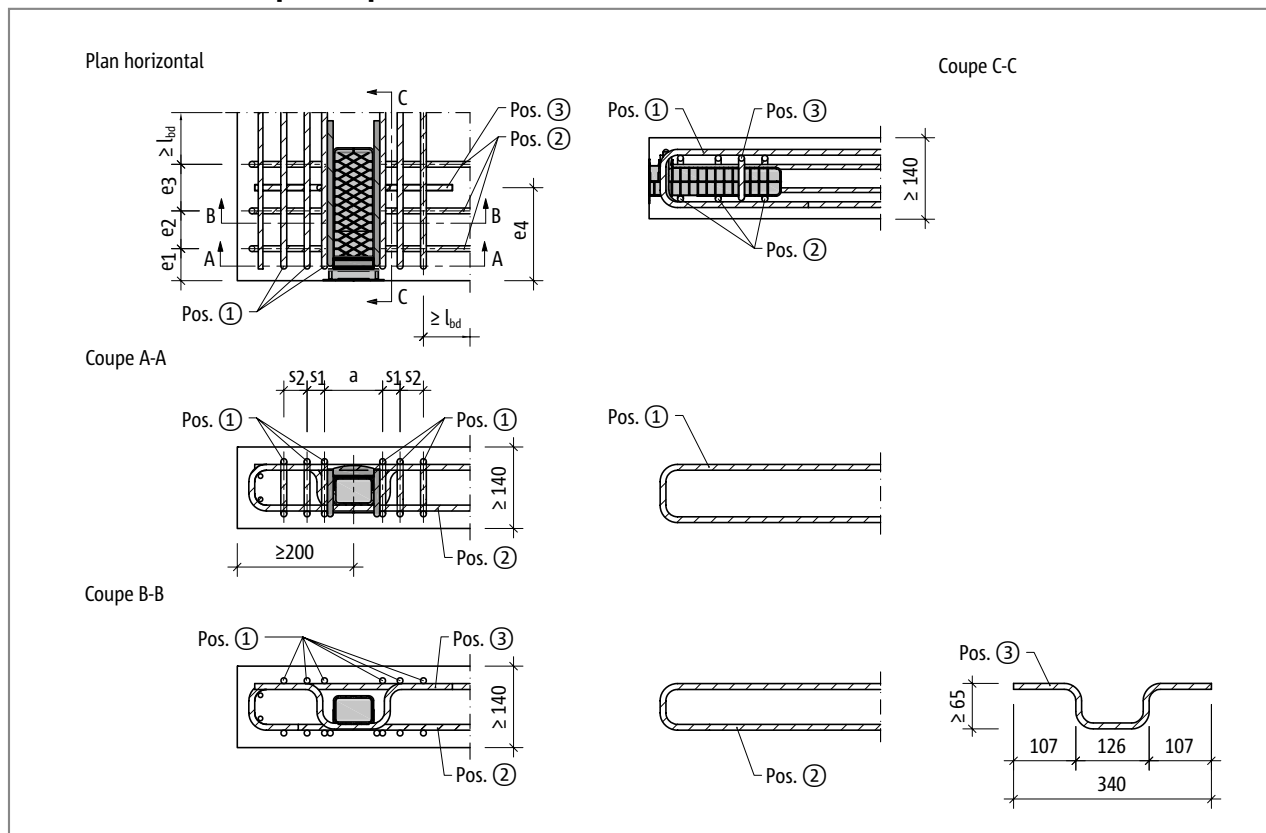 Plan horizontal
Coupe C-C
C
Pos. ③
Pos. ②
≥ lbd
e3
e2
e1
B
B
A
A
e4
C
Pos. ①
≥ lbd
Pos. ①
Pos. ③
≥ 140
Pos. ②
Coupe A-A
s2 s1 a s1 s2
Pos. ①
Pos. ①
≥ 140
≥200
Pos. ②
Pos. ①
Coupe B-B
Pos. ①
Pos. ③
≥ 140
Pos. ②
Pos. ②
Pos. ③
≥ 65
107 126 107
340